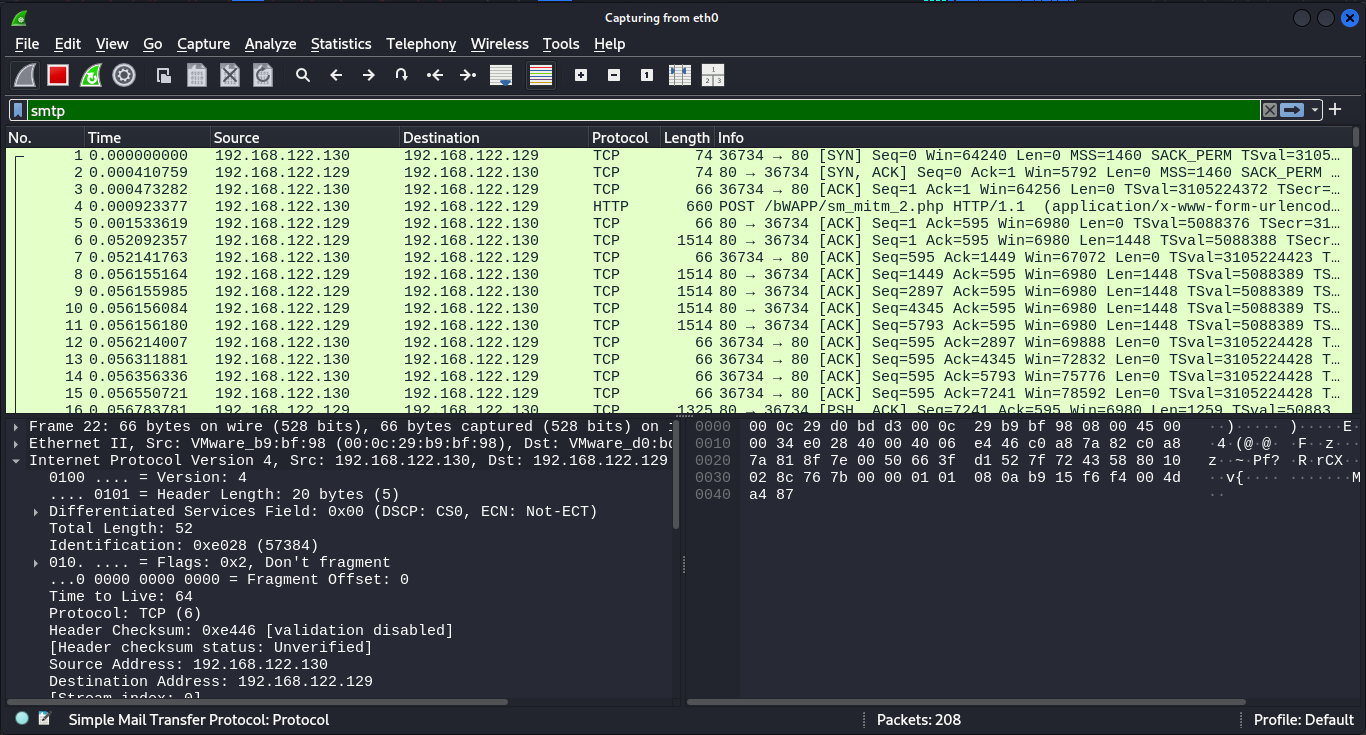 Capturing from eth0
File Edit View Go Capture Analyze Statistics Telephony Wireless Tools Help
smtp
No. Time Source Destination Protocol Length Info
1 0.000000000 192.168.122.130 192.168.122.129 TCP 74 36734 → 80 [SYN] Seq=0 Win=64240 Len=0 MSS=1460 SACK_PERM TSval=3105…
2 0.000410759 192.168.122.129 192.168.122.130 TCP 74 80 → 36734 [SYN, ACK] Seq=0 Ack=1 Win=5792 Len=0 MSS=1460 SACK_PERM …
3 0.000473282 192.168.122.130 192.168.122.129 TCP 66 36734 → 80 [ACK] Seq=1 Ack=1 Win=64256 Len=0 TSval=3105224372 TSecr=…
4 0.000923377 192.168.122.130 192.168.122.129 HTTP 660 POST /bWAPP/sm_mitm_2.php HTTP/1.1 (application/x-www-form-urlencod…
5 0.001533619 192.168.122.129 192.168.122.130 TCP 66 80 → 36734 [ACK] Seq=1 Ack=595 Win=6980 Len=0 TSval=5088376 TSecr=31…
6 0.052092357 192.168.122.129 192.168.122.130 TCP 1514 80 → 36734 [ACK] Seq=1 Ack=595 Win=6980 Len=1448 TSval=5088388 TSecr…
7 0.052141763 192.168.122.130 192.168.122.129 TCP 66 36734 → 80 [ACK] Seq=595 Ack=1449 Win=67072 Len=0 TSval=3105224423 T…
8 0.056155164 192.168.122.129 192.168.122.130 TCP 1514 80 → 36734 [ACK] Seq=1449 Ack=595 Win=6980 Len=1448 TSval=5088389 TS…
9 0.056155985 192.168.122.129 192.168.122.130 TCP 1514 80 → 36734 [ACK] Seq=2897 Ack=595 Win=6980 Len=1448 TSval=5088389 TS…
10 0.056156084 192.168.122.129 192.168.122.130 TCP 1514 80 → 36734 [ACK] Seq=4345 Ack=595 Win=6980 Len=1448 TSval=5088389 TS…
11 0.056156180 192.168.122.129 192.168.122.130 TCP 1514 80 → 36734 [ACK] Seq=5793 Ack=595 Win=6980 Len=1448 TSval=5088389 TS…
12 0.056214007 192.168.122.130 192.168.122.129 TCP 66 36734 → 80 [ACK] Seq=595 Ack=2897 Win=69888 Len=0 TSval=3105224428 T…
13 0.056311881 192.168.122.130 192.168.122.129 TCP 66 36734 → 80 [ACK] Seq=595 Ack=4345 Win=72832 Len=0 TSval=3105224428 T…
14 0.056356336 192.168.122.130 192.168.122.129 TCP 66 36734 → 80 [ACK] Seq=595 Ack=5793 Win=75776 Len=0 TSval=3105224428 T…
15 0.056550721 192.168.122.130 192.168.122.129 TCP 66 36734 → 80 [ACK] Seq=595 Ack=7241 Win=78592 Len=0 TSval=3105224428 T…
16 0.056783781 192.168.122.129 192.168.122.130 TCP 1325 80 → 36734 [PSH, ACK] Seq=7241 Ack=595 Win=6980 Len=1259 TSval=50883…
Frame 22: 66 bytes on wire (528 bits), 66 bytes captured (528 bits) on i
Ethernet II, Src: VMware_b9:bf:98 (00:0c:29:b9:bf:98), Dst: VMware_d0:bd
Internet Protocol Version 4, Src: 192.168.122.130, Dst: 192.168.122.129
0100 .... = Version: 4
.... 0101 = Header Length: 20 bytes (5)
Differentiated Services Field: 0x00 (DSCP: CS0, ECN: Not-ECT)
Total Length: 52
Identification: 0xe028 (57384)
010. .... = Flags: 0x2, Don't fragment
...0 0000 0000 0000 = Fragment Offset: 0
Time to Live: 64
Protocol: TCP (6)
Header Checksum: 0xe446 [validation disabled]
[Header checksum status: Unverified]
Source Address: 192.168.122.130
Destination Address: 192.168.122.129
[Stream index: 0]
0000 00 0c 29 d0 bd d3 00 0c 29 b9 bf 98 08 00 45 00 ··)····· )·····E·
0010 00 34 e0 28 40 00 40 06 e4 46 c0 a8 7a 82 c0 a8 ·4·(@·@· ·F··z···
0020 7a 81 8f 7e 00 50 66 3f d1 52 7f 72 43 58 80 10 z··~·Pf? ·R·rCX··
0030 02 8c 76 7b 00 00 01 01 08 0a b9 15 f6 f4 00 4d ··v{···· ·······M
0040 a4 87 ··
Simple Mail Transfer Protocol: Protocol
Packets: 208
Profile: Default